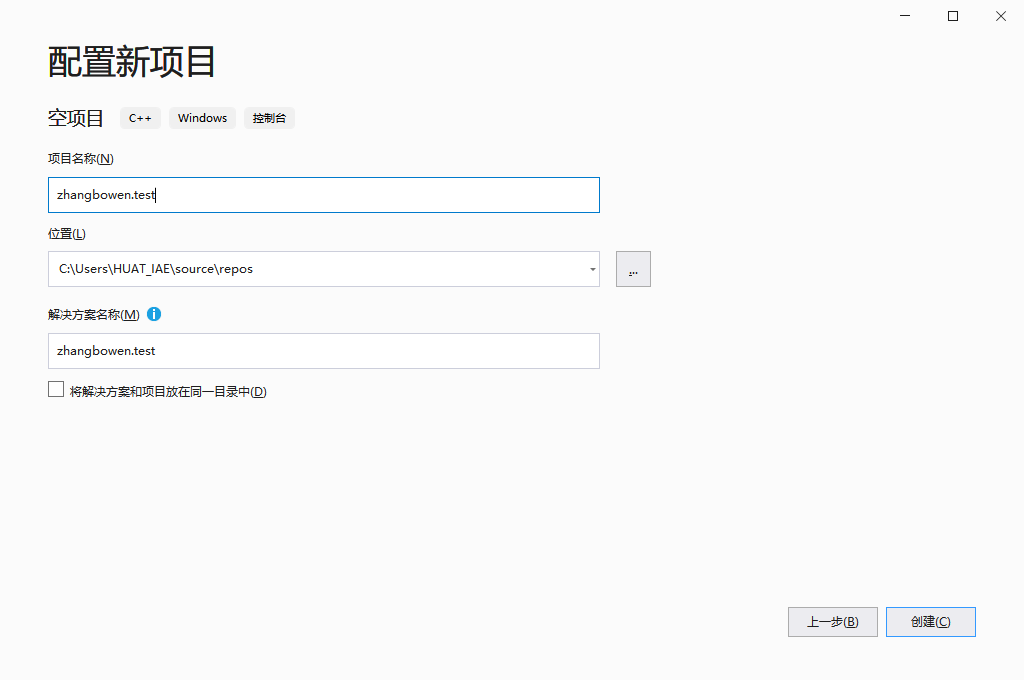 配置新项目
空项目 C++ Windows 控制台
项目名称(N)
zhangbowen.test
位置(L)
C:\Users\HUAT_IAE\source\repos
...
解决方案名称(M)
zhangbowen.test
将解决方案和项目放在同一目录中(D)
上一步(B) 创建(C)